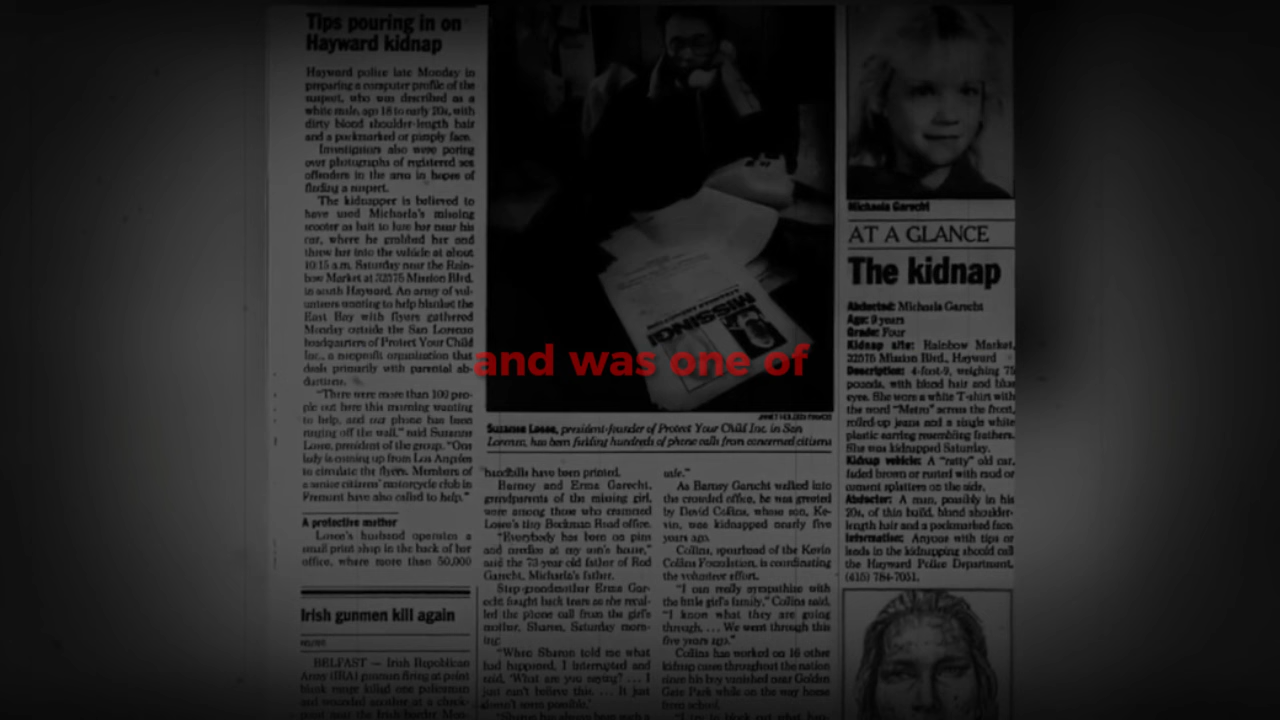 Tips pouring in on
Hayward kidnap
Hayward police late Monday in
preparing a computer profile of the
suspect, who was described as a
white male, age 18 to early 20s, with
dirty blond shoulder-length hair
and a pockmarked or pimply face.
Investigators also were poring
over photographs of registered sex
offenders in the area in hopes of
finding a suspect.
The kidnapper is believed to
have used Michaela's missing
scooter as bait to lure her near his
car, where he grabbed her and
threw her into the vehicle at about
10:15 a.m. Saturday near the Rain-
bow Market at 32575 Mission Blvd.
in south Hayward. An army of vol-
unteers wanting to help blanket the
East Bay with flyers gathered
Monday outside the San Lorenzo
headquarters of Protect Your Child
Inc., a nonprofit organization that
deals primarily with parental ab-
ductions.
"There were more than 100 peo-
ple out here this morning wanting
to help, and our phone has been
ringing off the wall," said Suzanne
Losee, president of the group. "One
lady is coming up from Los Angeles
to circulate the flyers. Members of
a senior citizens' motorcycle club in
Fremont have also called to help."
A protective mother
Losee's husband operates a
small print shop in the back of her
office, where more than 50,000
Irish gunmen kill again
REUTER
BELFAST — Irish Republican
Army (IRA) gunmen firing at point
blank range killed one policeman
and wounded another at a check-
point near the Irish border Mon-
MISSING!
and was one of
Suzanne Losee, president-founder of Protect Your Child Inc. in San
Lorenzo, has been fielding hundreds of phone calls from concerned citizens
handbills have been printed.
Barney and Erma Garecht,
grandparents of the missing girl,
were among those who crammed
Losee's tiny Beckman Road office.
"Everybody has been on pins
and needles at my son's house,"
said the 73-year-old father of Rod
Garecht, Michaela's father.
Step-grandmother Erma Gar-
echt fought back tears as she recal-
led the phone call from the girl's
mother, Sharon, Saturday morn-
ing:
"When Sharon told me what
had happened, I interrupted and
said, 'What are you saying? . . . I
just can't believe this. . . . It just
doesn't seem possible.'
safe."
As Barney Garecht walked into
the crowded office, he was greeted
by David Collins, whose son, Ke-
vin, was kidnapped nearly five
years ago.
Collins, spearhead of the Kevin
Collins Foundation, is coordinating
the volunteer effort.
"I can really sympathize with
the little girl's family," Collins said.
"I know what they are going
through. . . . We went through this
five years ago."
Collins has worked on 16 other
kidnap cases throughout the nation
since his boy vanished near Golden
Gate Park while on the way home
from school.
Michaela Garecht
AT A GLANCE
The kidnap
Abducted: Michaela Garecht
Age: 9 years
Grade: Four
Kidnap site: Rainbow Market,
32575 Mission Blvd., Hayward
Description: 4-foot-9, weighing 75
pounds, with blond hair and blue
eyes. She wore a white T-shirt with
the word "Metro" across the front,
rolled-up jeans and a single white
plastic earring resembling feathers.
She was kidnapped Saturday.
Kidnap vehicle: A "ratty" old car,
faded brown or rusted with mud or
cement splatters on the side.
Abductor: A man, possibly in his
20s, of thin build, blond shoulder-
length hair and a pockmarked face.
Information: Anyone with tips or
leads in the kidnapping should call
the Hayward Police Department,
(415) 784-7051.